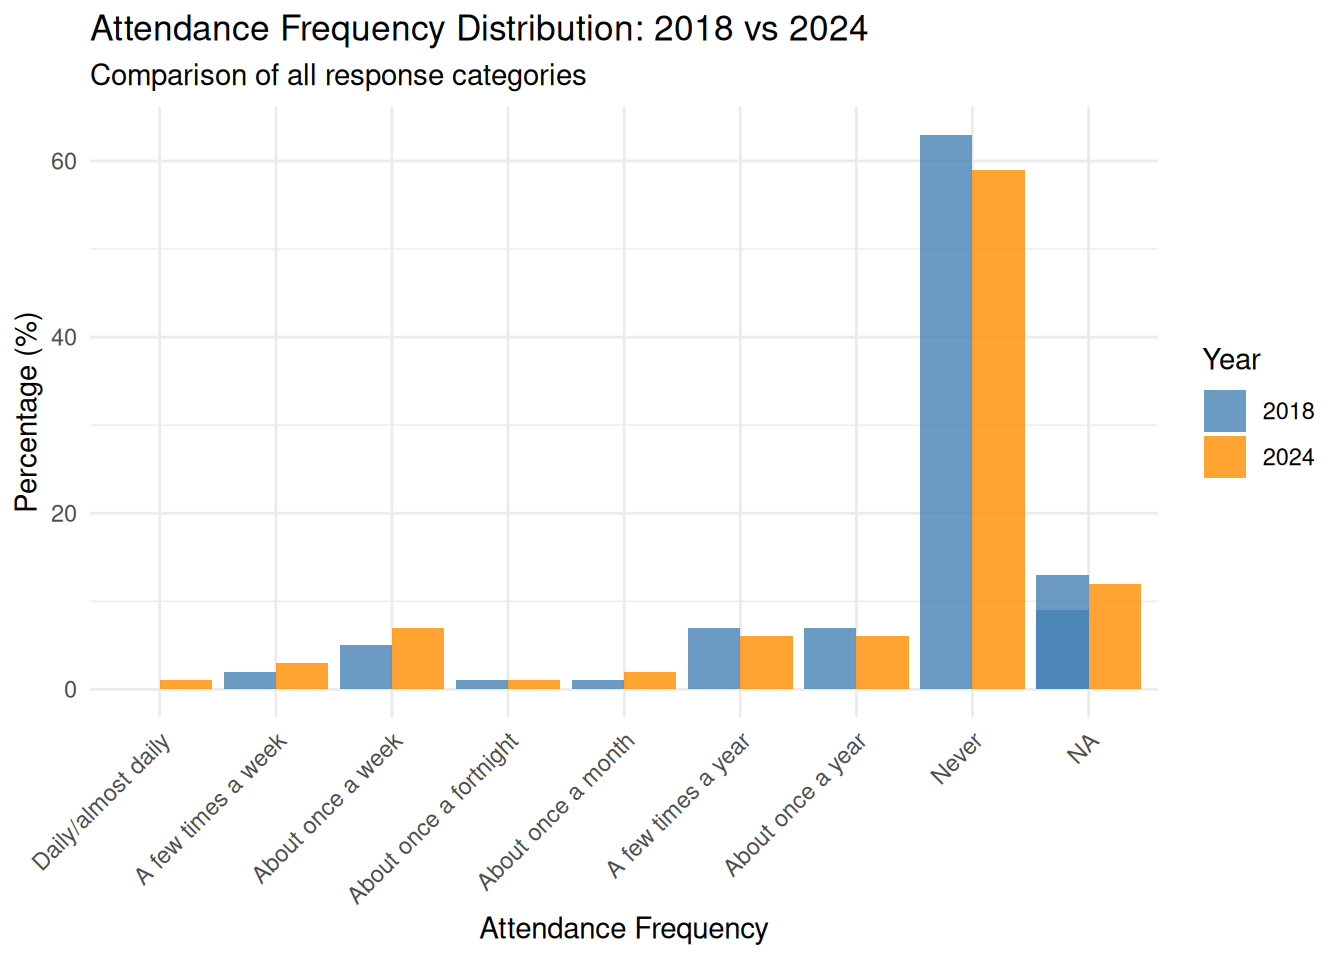 Attendance Frequency Distribution: 2018 vs 2024
Comparison of all response categories
Percentage (%)
60
40
20
0
Daily/almost daily
A few times a week
About once a week
About once a fortnight
About once a month
A few times a year
About once a year
Never
NA
Attendance Frequency
Year
2018
2024